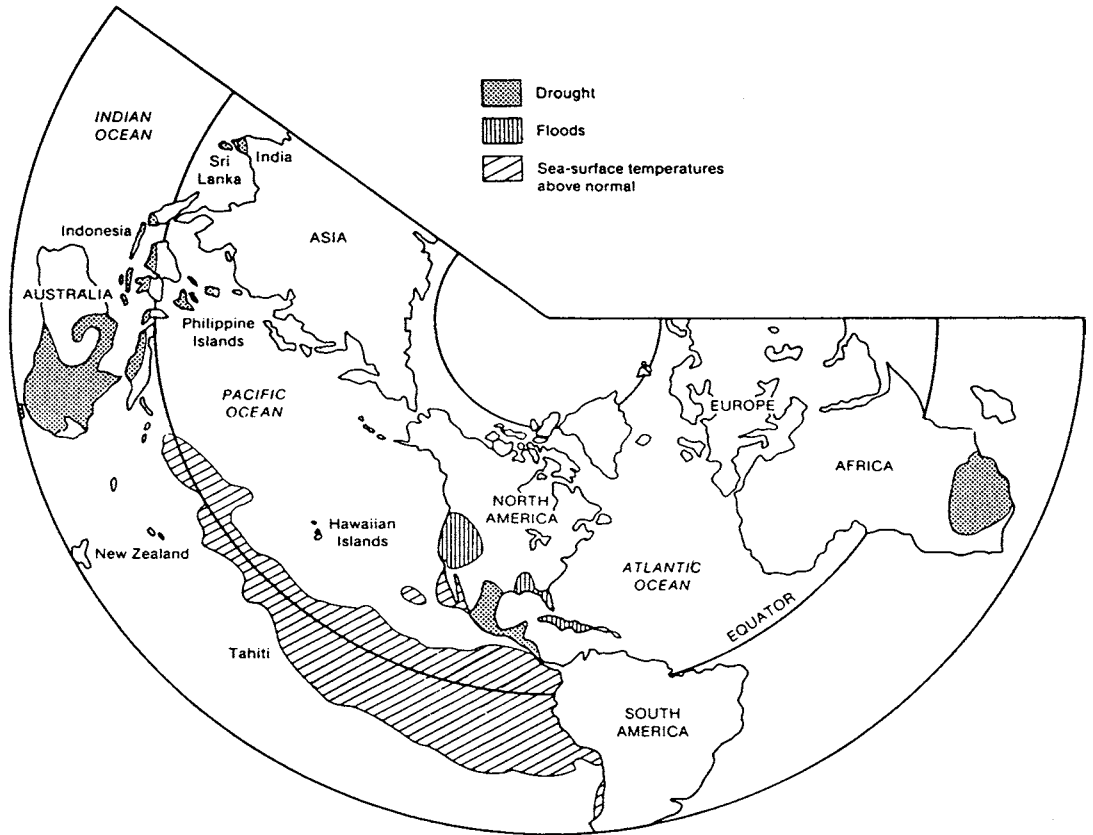 Drought
Floods
Sea-surface temperatures
above normal
INDIAN
OCEAN
Sri
Lanka
India
Indonesia
ASIA
AUSTRALIA
Philippine
Islands
PACIFIC
OCEAN
EUROPE
AFRICA
NORTH
AMERICA
Hawaiian
Islands
New Zealand
ATLANTIC
OCEAN
EQUATOR
Tahiti
SOUTH
AMERICA